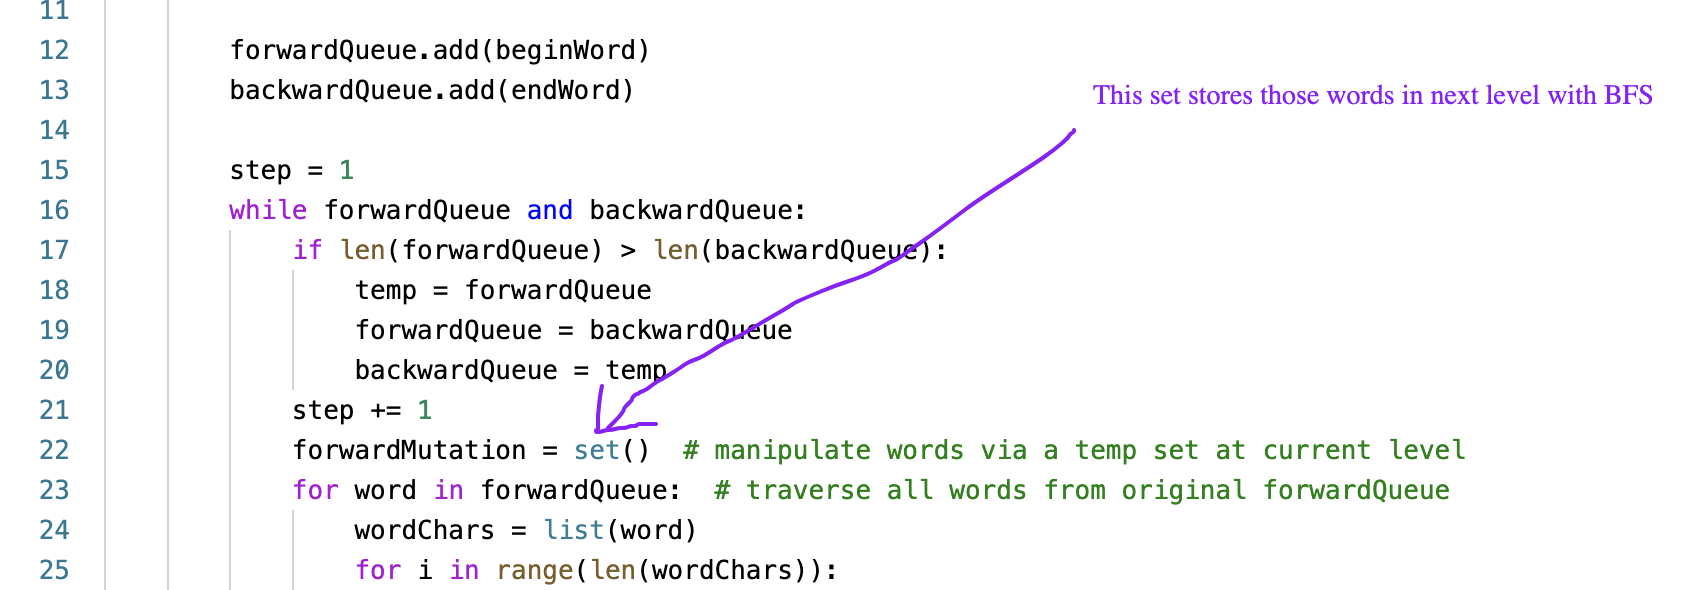 11
12 forwardQueue.add(beginWord)
13 backwardQueue.add(endWord)
This set stores those words in next level with BFS
14
15 step = 1
16 while forwardQueue and backwardQueue:
17 if len(forwardQueue) > len(backwardQueue):
18 temp = forwardQueue
19 forwardQueue = backwardQueue
20 backwardQueue = temp
21 step += 1
22 forwardMutation = set() # manipulate words via a temp set at current level
23 for word in forwardQueue: # traverse all words from original forwardQueue
24 wordChars = list(word)
25 for i in range(len(wordChars)):